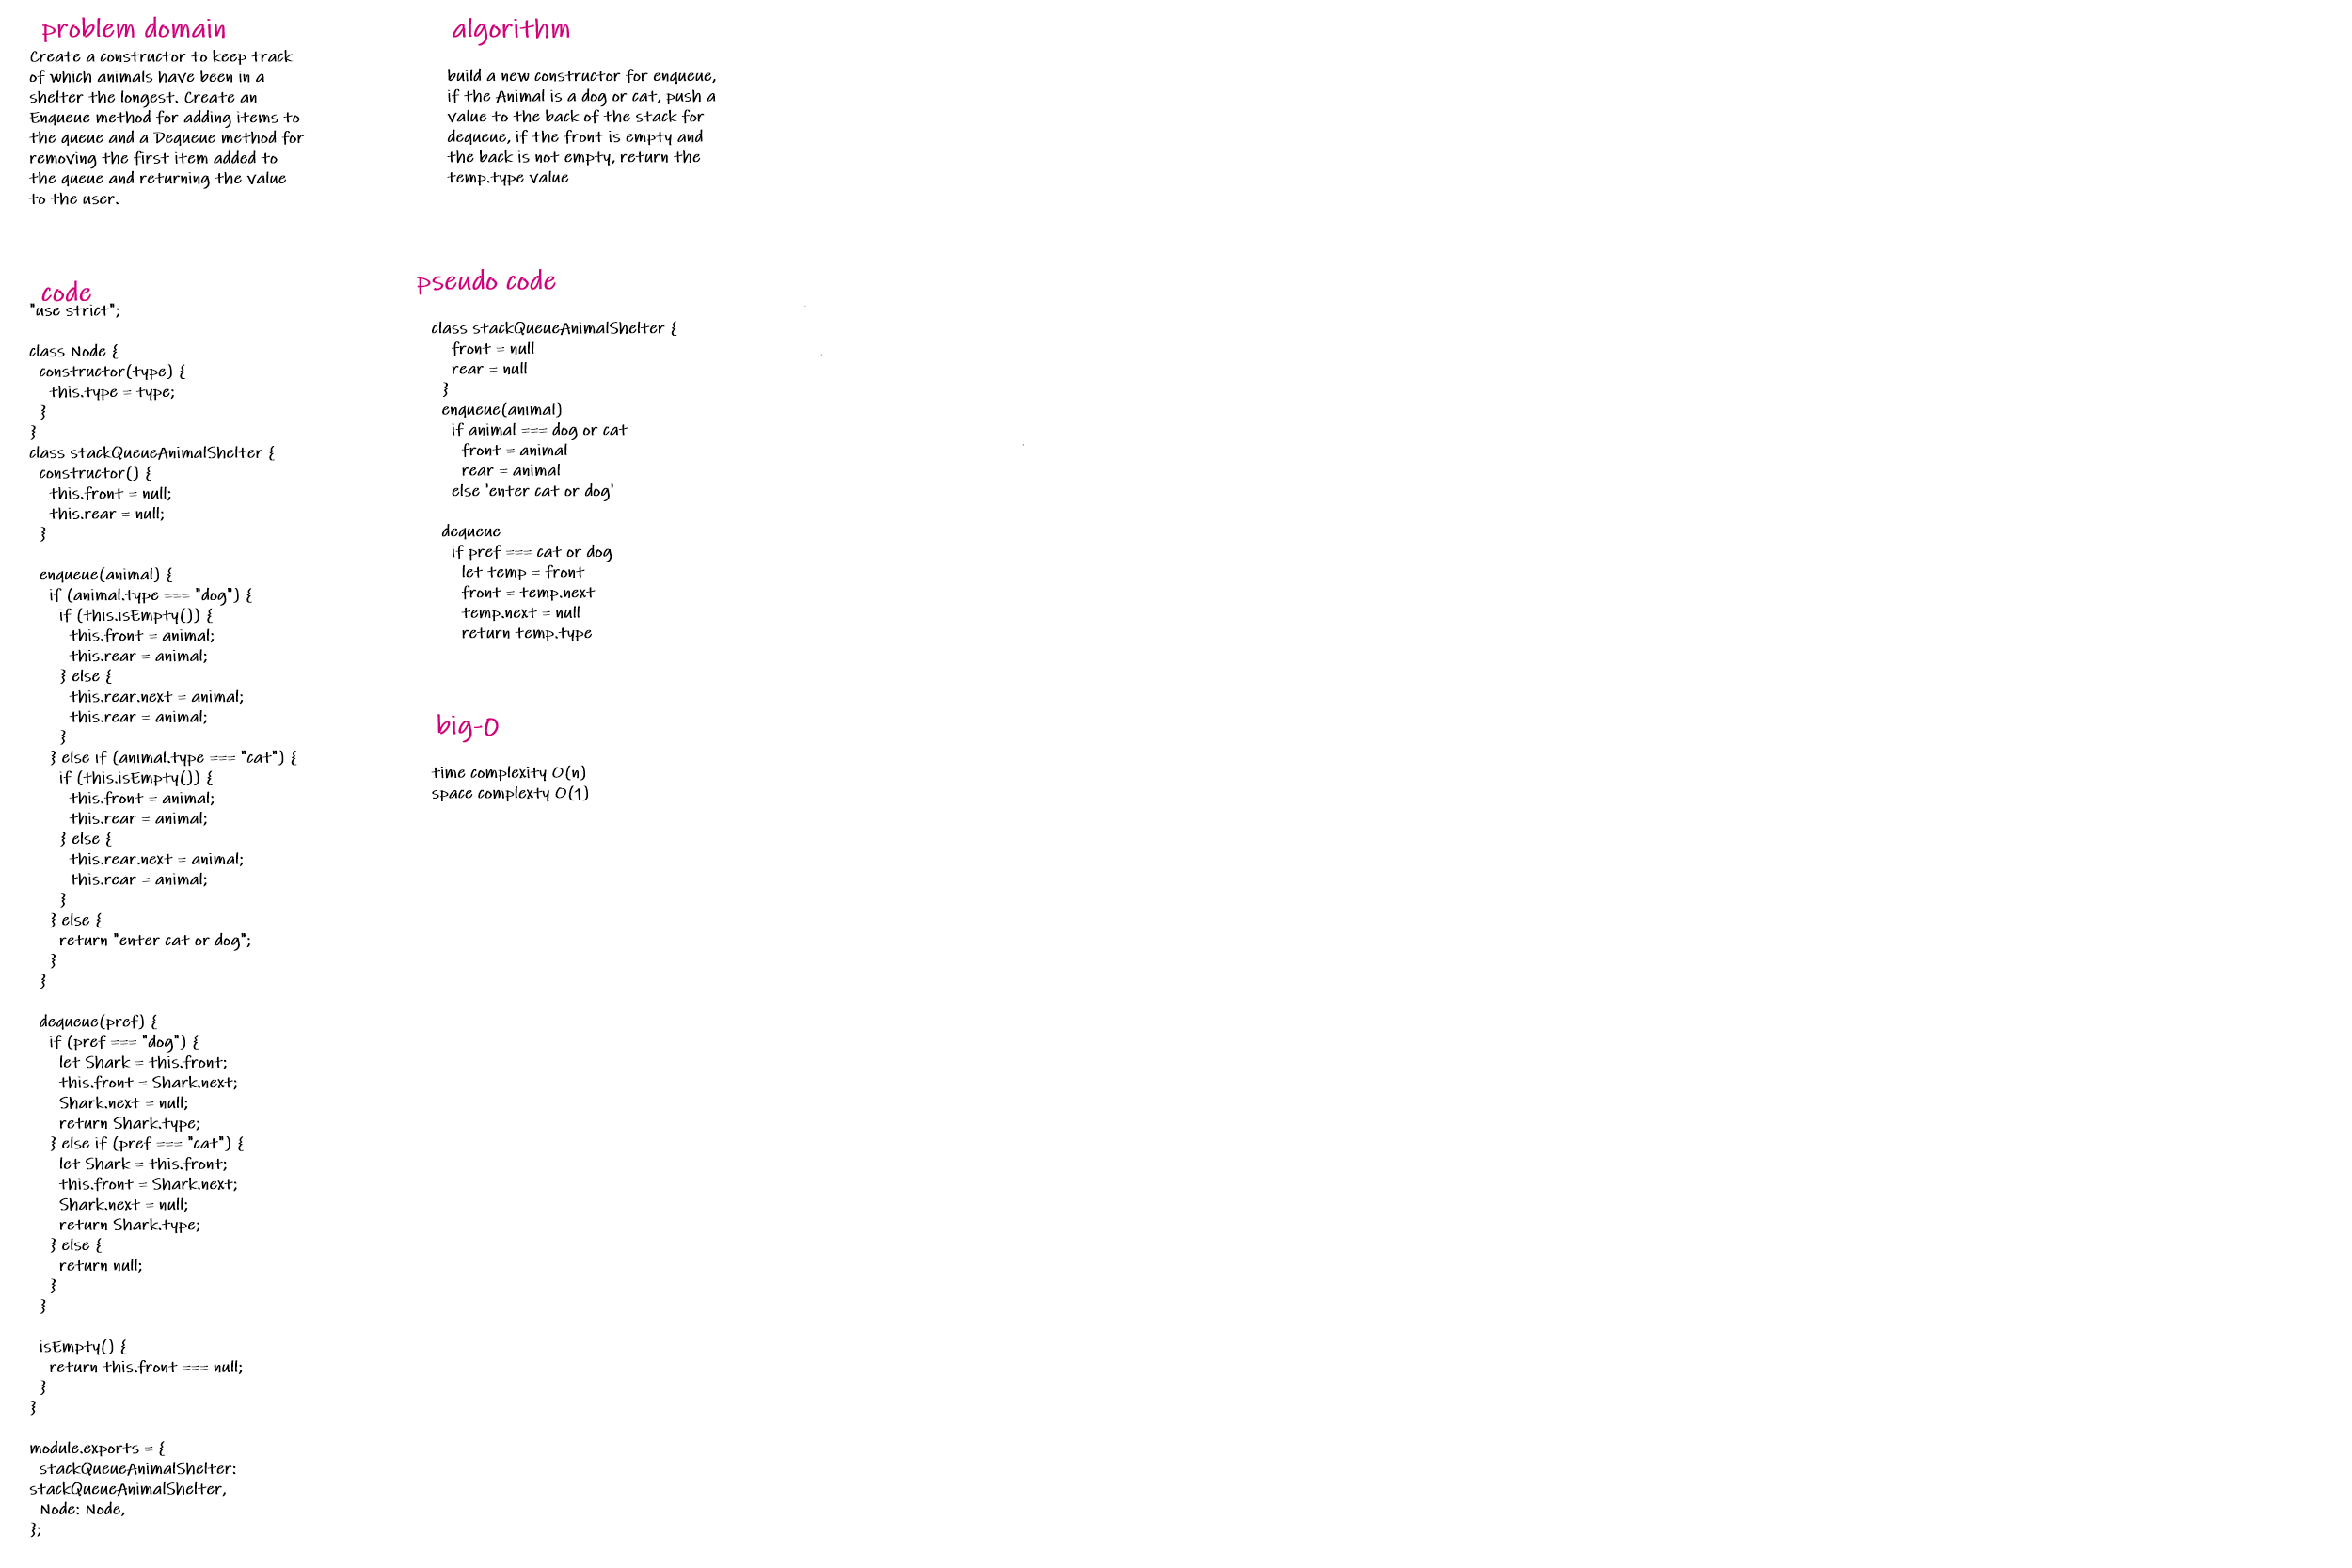 problem domain
Create a constructor to keep track
of which animals have been in a
shelter the longest. Create an
Enqueue method for adding items to
the queue and a Dequeue method for
removing the first item added to
the queue and returning the value
to the user.
algorithm
build a new constructor for enqueue,
if the Animal is a dog or cat, push a
value to the back of the stack for
dequeue, if the front is empty and
the back is not empty, return the
temp.type value
code
"use strict";
class Node {
constructor(type) {
this.type = type;
}
}
class stackQueueAnimalShelter {
constructor() {
this.front = null;
this.rear = null;
}
enqueue(animal) {
if (animal.type === "dog") {
if (this.isEmpty()) {
this.front = animal;
this.rear = animal;
} else {
this.rear.next = animal;
this.rear = animal;
}
} else if (animal.type === "cat") {
if (this.isEmpty()) {
this.front = animal;
this.rear = animal;
} else {
this.rear.next = animal;
this.rear = animal;
}
} else {
return "enter cat or dog";
}
}
dequeue(pref) {
if (pref === "dog") {
let Shark = this.front;
this.front = Shark.next;
Shark.next = null;
return Shark.type;
} else if (pref === "cat") {
let Shark = this.front;
this.front = Shark.next;
Shark.next = null;
return Shark.type;
} else {
return null;
}
}
isEmpty() {
return this.front === null;
}
}
module.exports = {
stackQueueAnimalShelter:
stackQueueAnimalShelter,
Node: Node,
};
pseudo code
class stackQueueAnimalShelter {
front = null
rear = null
}
enqueue(animal)
if animal === dog or cat
front = animal
rear = animal
else 'enter cat or dog'
dequeue
if pref === cat or dog
let temp = front
front = temp.next
temp.next = null
return temp.type
big-O
time complexity O(n)
space complexty O(1)